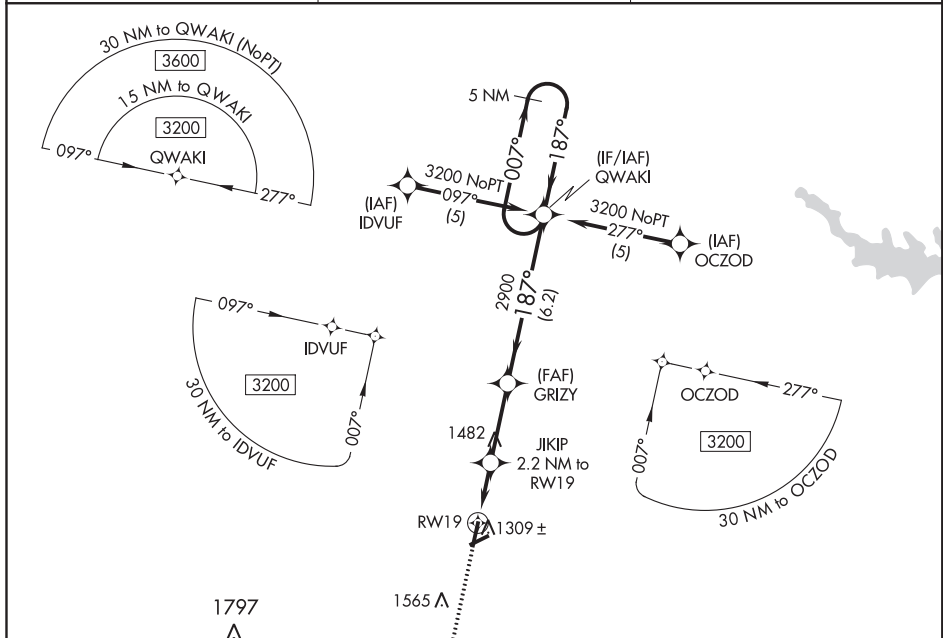 30 NM to QWAKI (NoPT)
3600
15 NM to QWAKI
3200
097°
QWAKI
277°
5 NM
007°
187°
(IF/IAF)
QWAKI
3200 NoPT
097°
(5)
(IAF)
IDVUF
3200 NoPT
277°
(5)
(IAF)
OCZOD
2900
187°
(6.2)
097°
IDVUF
3200
007°
30 NM to IDVUF
(FAF)
GRIZY
OCZOD
277°
3200
007°
30 NM to OCZOD
1482
JIKIP
2.2 NM to
RW19
RW19
1309 ±
1565
1797